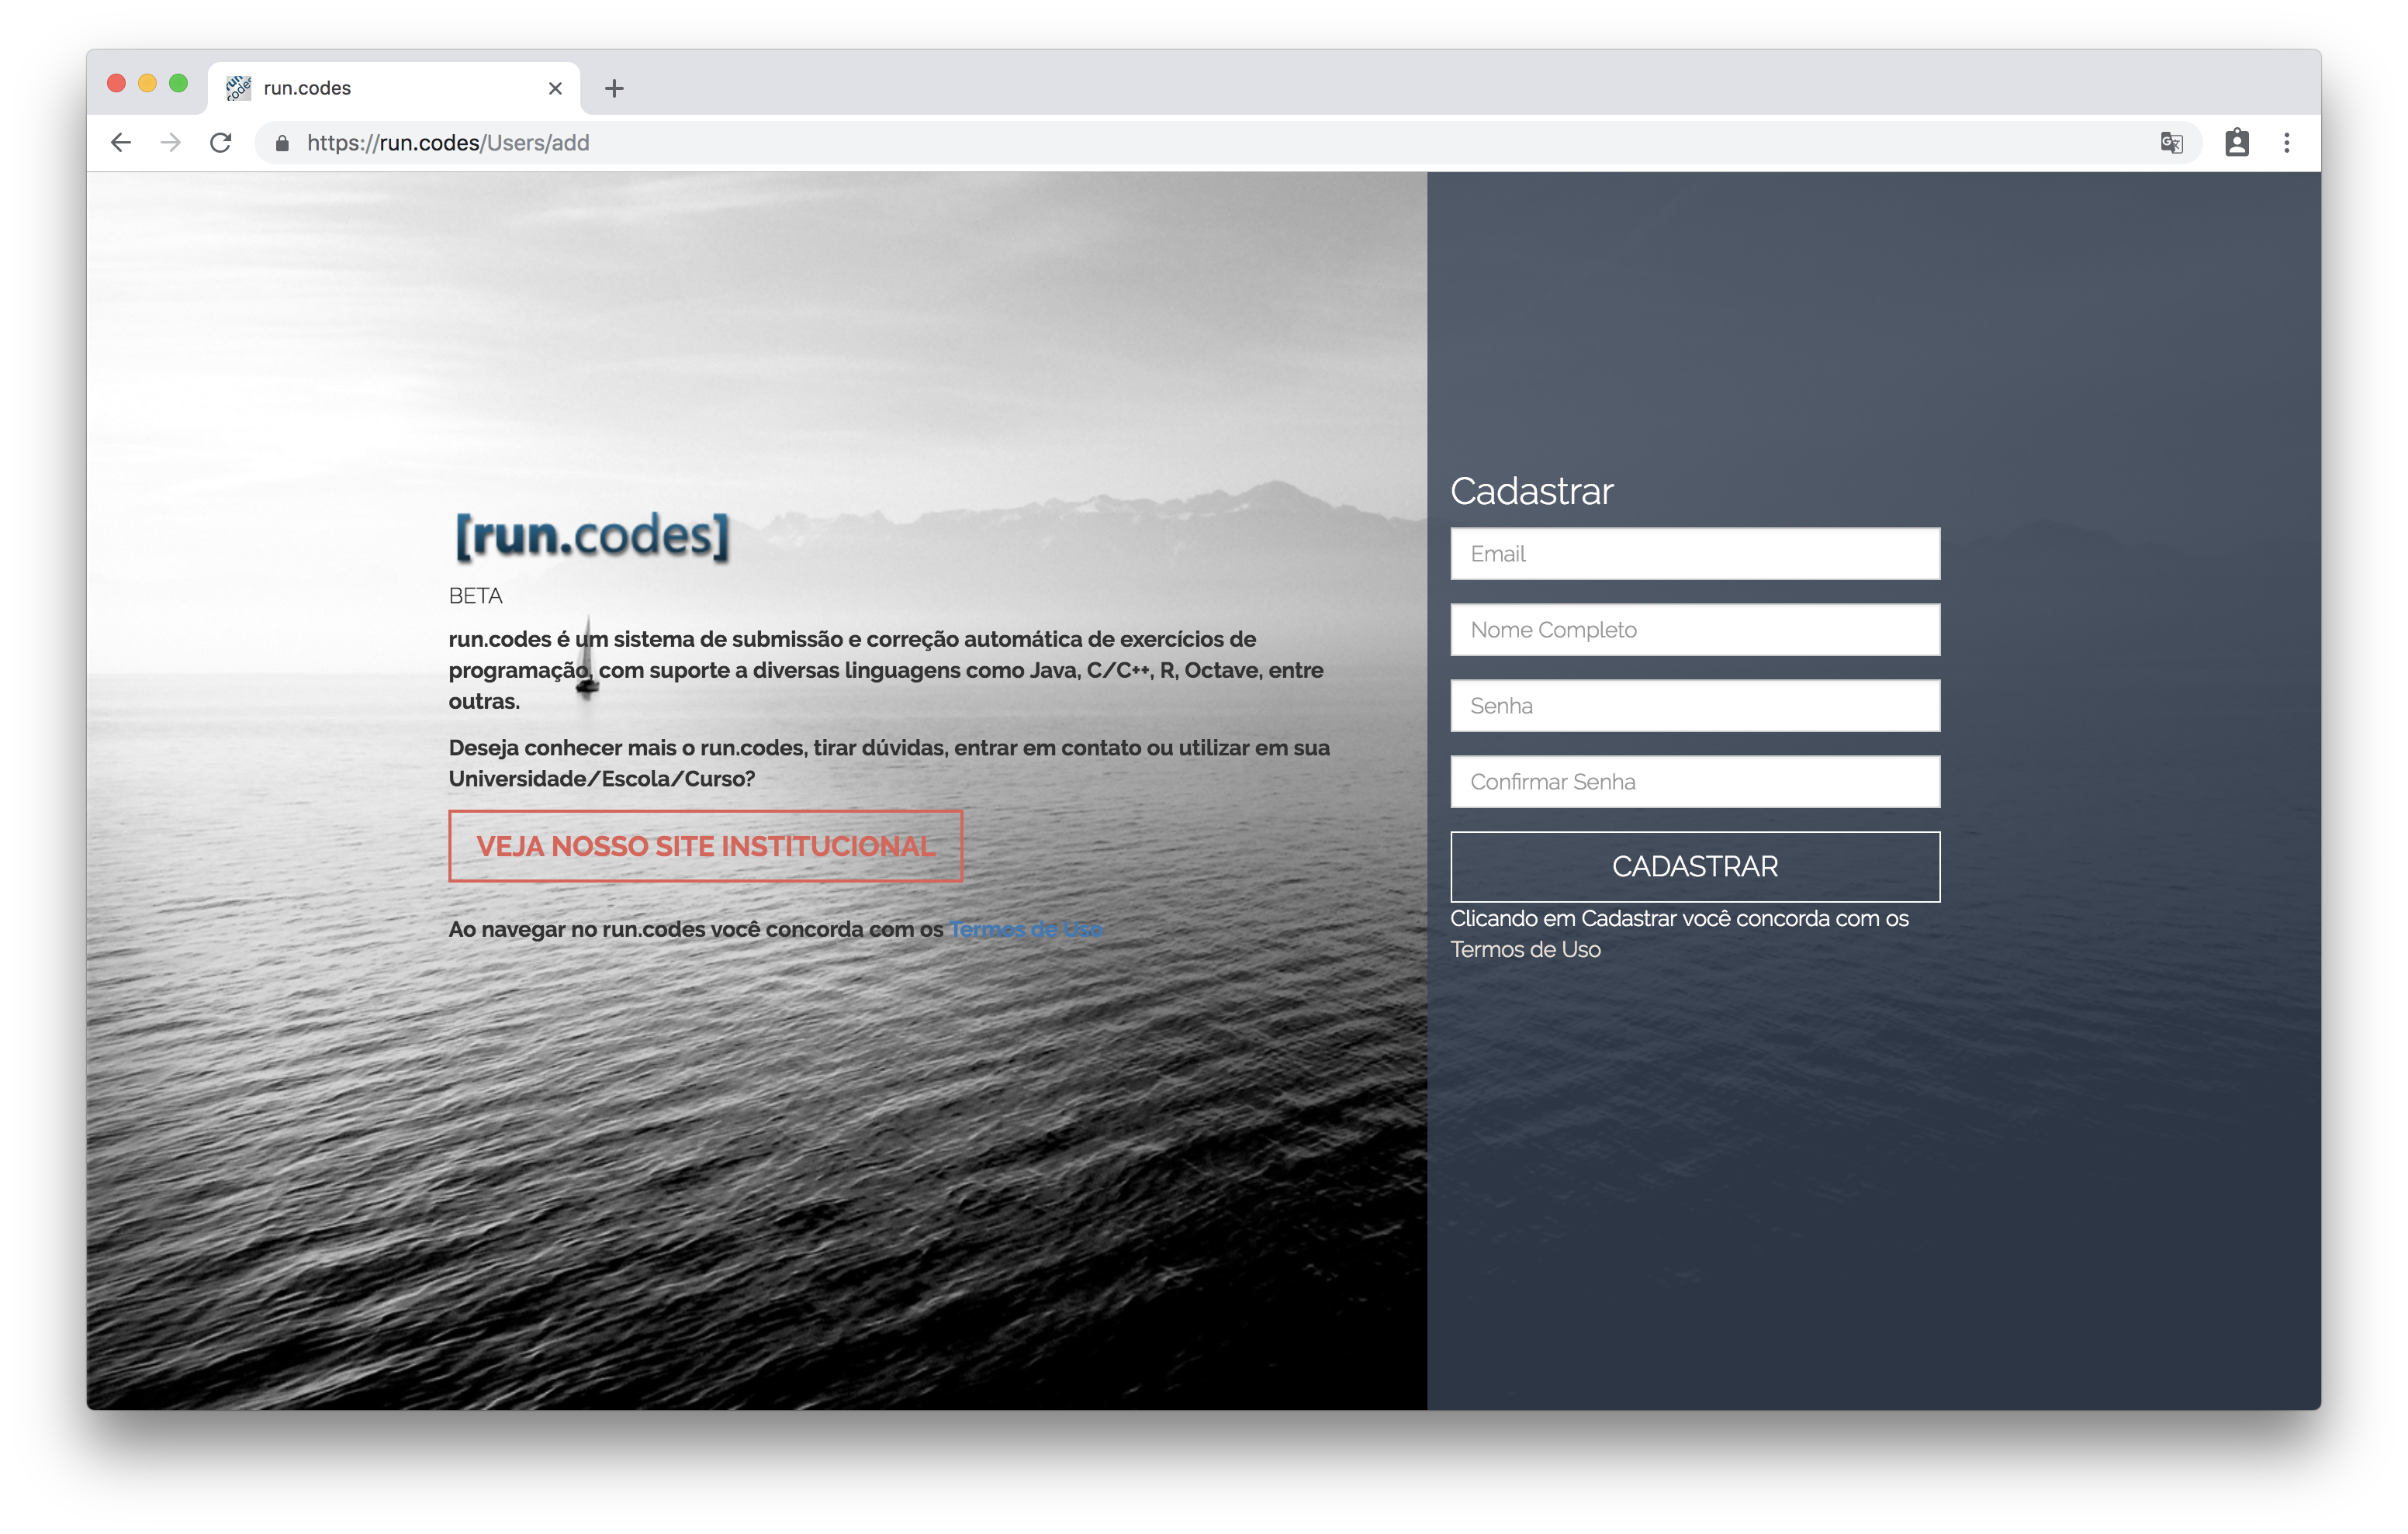 run.codes
https://run.codes/Users/add
[run.codes]
BETA
run.codes é um sistema de submissão e correção automática de exercícios de
programação, com suporte a diversas linguagens como Java, C/C++, R, Octave, entre
outras.
Deseja conhecer mais o run.codes, tirar dúvidas, entrar em contato ou utilizar em sua
Universidade/Escola/Curso?
VEJA NOSSO SITE INSTITUCIONAL
Ao navegar no run.codes você concorda com os Termos de Uso
Cadastrar
Email
Nome Completo
Senha
Confirmar Senha
CADASTRAR
Clicando em Cadastrar você concorda com os
Termos de Uso